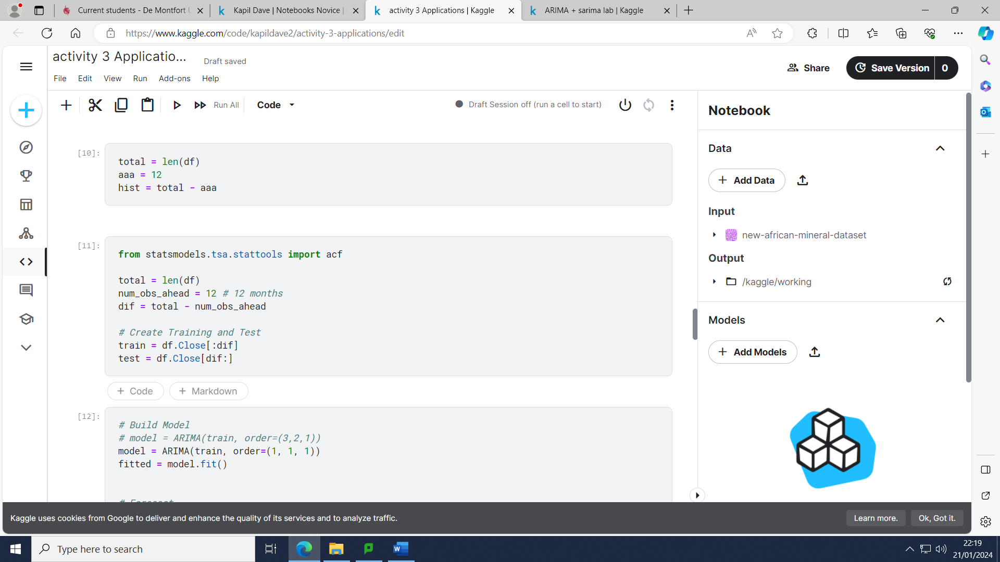 Current students - De Montfort U
Kapil Dave | Notebooks Novice |
activity 3 Applications | Kaggle
ARIMA + sarima lab | Kaggle
https://www.kaggle.com/code/kapildave2/activity-3-applications/edit
activity 3 Applicatio...
Draft saved
Share
Save Version
0
File Edit View Run Add-ons Help
Run All
Code
Draft Session off (run a cell to start)
Notebook
[10]:
total = len(df)
aaa = 12
hist = total - aaa
[11]:
from statsmodels.tsa.stattools import acf
total = len(df)
num_obs_ahead = 12 # 12 months
dif = total - num_obs_ahead
# Create Training and Test
train = df.Close[:dif]
test = df.Close[dif:]
+ Code
+ Markdown
[12]:
# Build Model
# model = ARIMA(train, order=(3,2,1))
model = ARIMA(train, order=(1, 1, 1))
fitted = model.fit()
# Forecast
Data
+ Add Data
Input
new-african-mineral-dataset
Output
/kaggle/working
Models
+ Add Models
Kaggle uses cookies from Google to deliver and enhance the quality of its services and to analyze traffic.
Learn more.
Ok, Got it.
Type here to search
22:19
21/01/2024